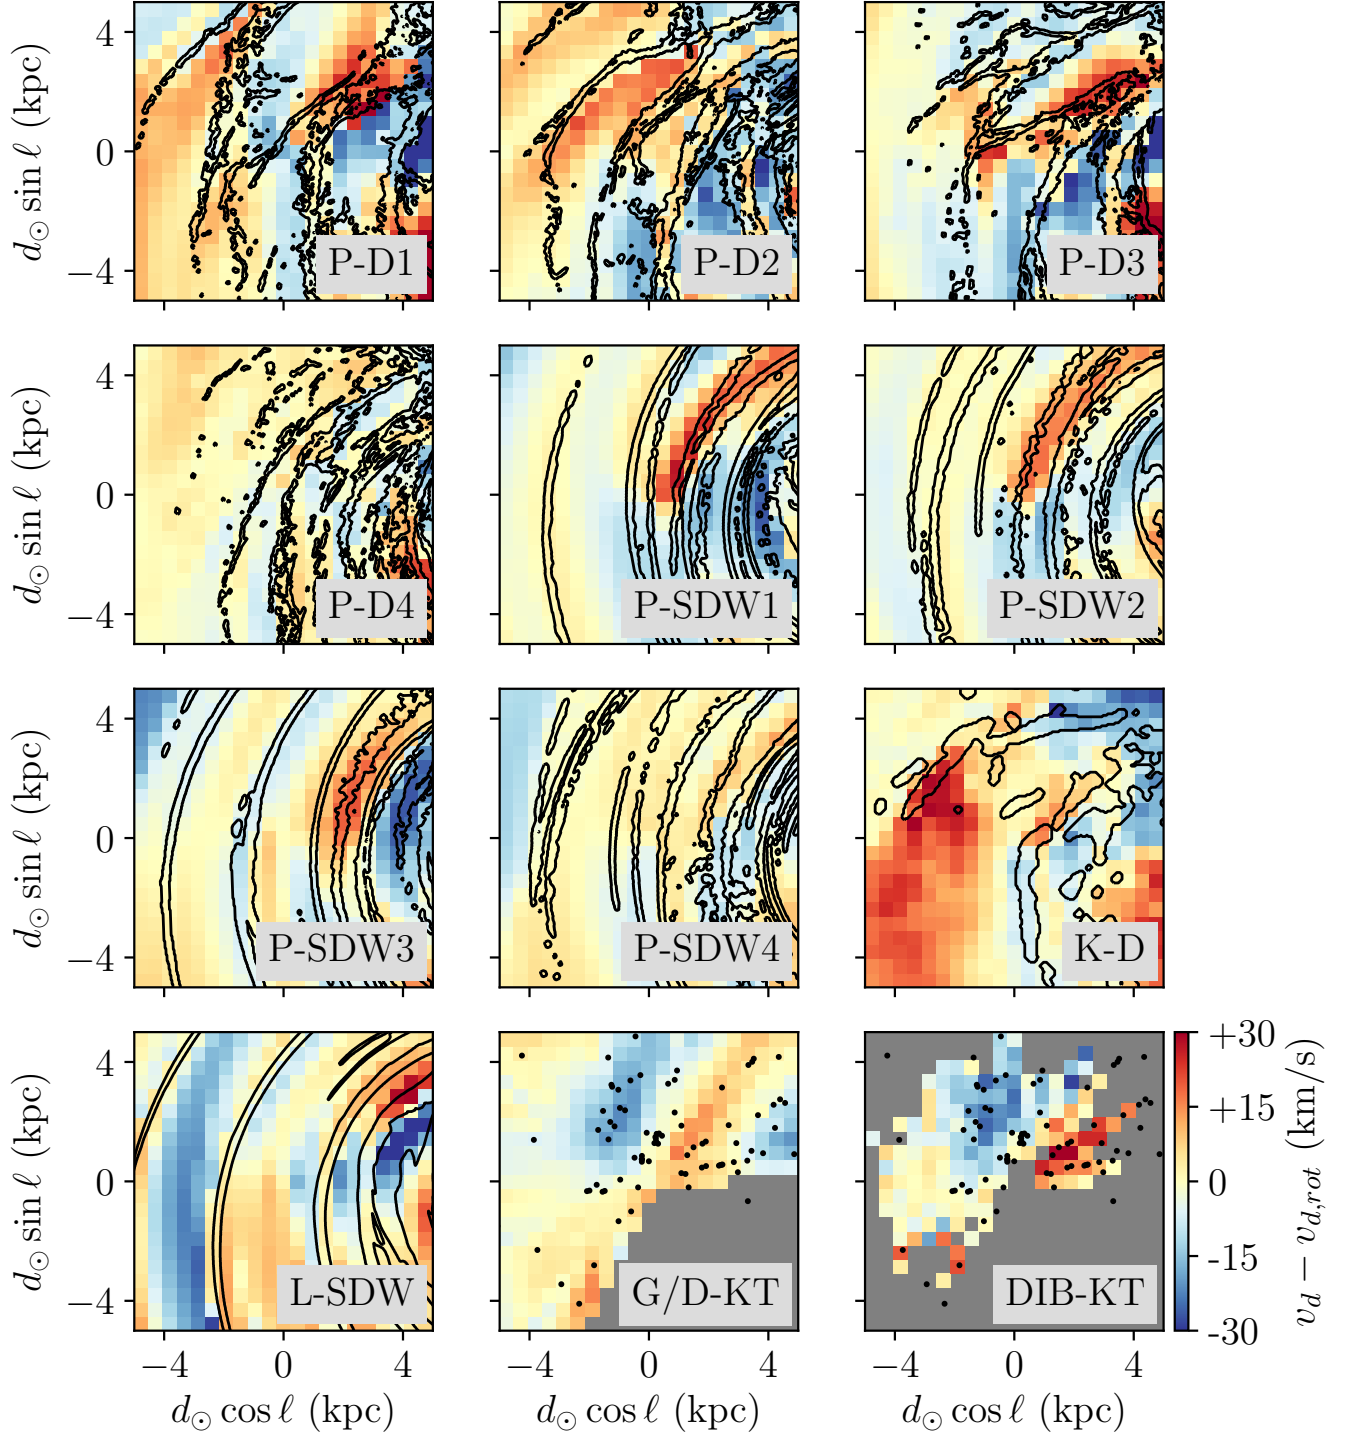 4
0
−4
d⊙ sin ℓ (kpc)
P-D1
P-D2
P-D3
4
0
−4
d⊙ sin ℓ (kpc)
P-D4
P-SDW1
P-SDW2
4
0
−4
d⊙ sin ℓ (kpc)
P-SDW3
P-SDW4
K-D
4
0
−4
d⊙ sin ℓ (kpc)
L-SDW
G/D-KT
DIB-KT
+30
+15
0
-15
-30
v_d − v_{d,rot} (km/s)
−4 0 4
−4 0 4
−4 0 4
d⊙ cos ℓ (kpc)
d⊙ cos ℓ (kpc)
d⊙ cos ℓ (kpc)